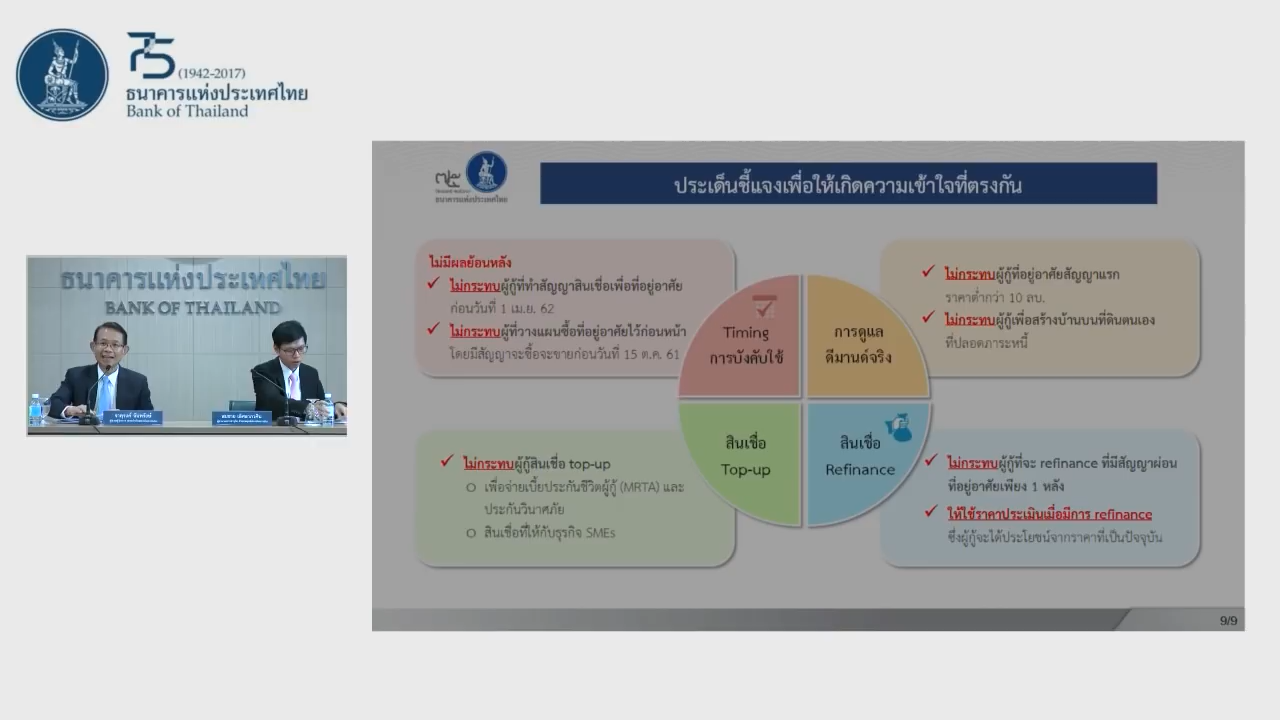 75
(1942-2017)
ธนาคารแห่งประเทศไทย
Bank of Thailand
ธนาคารแห่งประเทศไทย
BANK OF THAILAND
๗๕
ธนาคารแห่งประเทศไทย
ประเด็นชี้แจงเพื่อให้เกิดความเข้าใจที่ตรงกัน
ไม่มีผลย้อนหลัง
ไม่กระทบผู้กู้ที่ทำสัญญาสินเชื่อเพื่อที่อยู่อาศัย
ก่อนวันที่ 1 เม.ย. 62
ไม่กระทบผู้ที่วางแผนซื้อที่อยู่อาศัยไว้ก่อนหน้า
โดยมีสัญญาจะซื้อจะขายก่อนวันที่ 15 ต.ค. 61
Timing
การบังคับใช้
การดูแล
ดีมานด์จริง
ไม่กระทบผู้กู้ที่อยู่อาศัยสัญญาแรก
ราคาต่ำกว่า 10 ลบ.
ไม่กระทบผู้กู้เพื่อสร้างบ้านบนที่ดินตนเอง
ที่ปลอดภาระหนี้
ไม่กระทบผู้กู้สินเชื่อ top-up
เพื่อจ่ายเบี้ยประกันชีวิตผู้กู้ (MRTA) และ
ประกันวินาศภัย
สินเชื่อที่ให้กับธุรกิจ SMEs
สินเชื่อ
Top-up
สินเชื่อ
Refinance
ไม่กระทบผู้กู้ที่จะ refinance ที่มีสัญญาผ่อน
ที่อยู่อาศัยเพียง 1 หลัง
ให้ใช้ราคาประเมินเมื่อมีการ refinance
ซึ่งผู้กู้จะได้ประโยชน์จากราคาที่เป็นปัจจุบัน
9/9